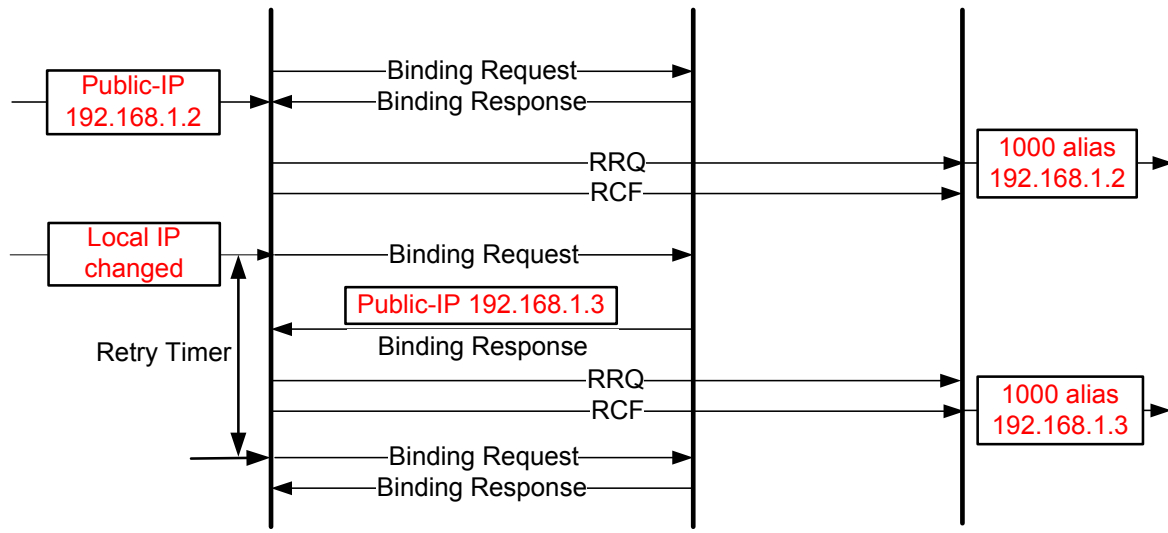 Binding Request
Public-IP
192.168.1.2
Binding Response
RRQ
1000 alias
192.168.1.2
RCF
Local IP
changed
Binding Request
Public-IP 192.168.1.3
Binding Response
Retry Timer
RRQ
RCF
1000 alias
192.168.1.3
Binding Request
Binding Response